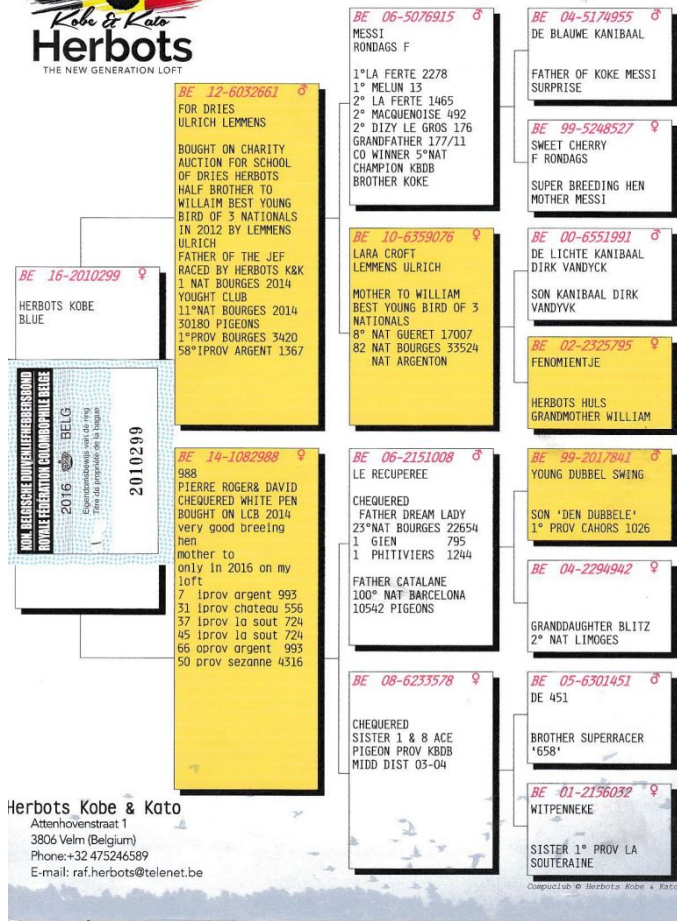 Kobe & Kato
Herbots
THE NEW GENERATION LOFT
BE 16-2010299 ♀
HERBOTS KOBE
BLUE
KON. BELGISCHE DUIVENLIEFHEBBERSBOND
ROYALE FÉDÉRATION COLOMBOPHILE BELGE
2016 BELG
Eigendomsbewijs van de ring
Titre de propriété de la bague
2010299
BE 12-6032661 ♂
FOR DRIES
ULRICH LEMMENS
BOUGHT ON CHARITY
AUCTION FOR SCHOOL
OF DRIES HERBOTS
HALF BROTHER TO
WILLAIM BEST YOUNG
BIRD OF 3 NATIONALS
IN 2012 BY LEMMENS
ULRICH
FATHER OF THE JEF
RACED BY HERBOTS K&K
1 NAT BOURGES 2014
YOUGHT CLUB
11°NAT BOURGES 2014
30180 PIGEONS
1°PROV BOURGES 3420
58°IPROV ARGENT 1367
BE 14-1082988 ♀
988
PIERRE ROGER& DAVID
CHEQUERED WHITE PEN
BOUGHT ON LCB 2014
very good breeing
hen
mother to
only in 2016 on my
loft
7 iprov argent 993
31 iprov chateau 556
37 iprov la sout 724
45 iprov la sout 724
66 oprov argent 993
50 prov sezanne 4316
BE 06-5076915 ♂
MESSI
RONDAGS F
1°LA FERTE 2278
1° MELUN 13
2° LA FERTE 1465
2° MACQUENOISE 492
2° DIZY LE GROS 176
GRANDFATHER 177/11
CO WINNER 5°NAT
CHAMPION KBDB
BROTHER KOKE
BE 10-6359076 ♀
LARA CROFT
LEMMENS ULRICH
MOTHER TO WILLIAM
BEST YOUNG BIRD OF 3
NATIONALS
8° NAT GUERET 17007
82 NAT BOURGES 33524
NAT ARGENTON
BE 06-2151008 ♂
LE RECUPEREE
CHEQUERED
FATHER DREAM LADY
23°NAT BOURGES 22654
1 GIEN 795
1 PHITIVIERS 1244
FATHER CATALANE
100° NAT BARCELONA
10542 PIGEONS
BE 08-6233578 ♀
CHEQUERED
SISTER 1 & 8 ACE
PIGEON PROV KBDB
MIDD DIST 03-04
BE 04-5174955 ♂
DE BLAUWE KANIBAAL
FATHER OF KOKE MESSI
SURPRISE
BE 99-5248527 ♀
SWEET CHERRY
F RONDAGS
SUPER BREEDING HEN
MOTHER MESSI
BE 00-6551991 ♂
DE LICHTE KANIBAAL
DIRK VANDYCK
SON KANIBAAL DIRK
VANDYVK
BE 02-2325795 ♀
FENOMIENTJE
HERBOTS HULS
GRANDMOTHER WILLIAM
BE 99-2017841 ♂
YOUNG DUBBEL SWING
SON 'DEN DUBBELE'
1° PROV CAHORS 1026
BE 04-2294942 ♀
GRANDDAUGHTER BLITZ
2° NAT LIMOGES
BE 05-6301451 ♂
DE 451
BROTHER SUPERRACER
'658'
BE 01-2156032 ♀
WITPENNEKE
SISTER 1° PROV LA
SOUTERAINE
Herbots Kobe & Kato
Attenhovenstraat 1
3806 Velm (Belgium)
Phone:+32 475246589
E-mail: raf.herbots@telenet.be
Compuclub © Herbots Kobe & Kato